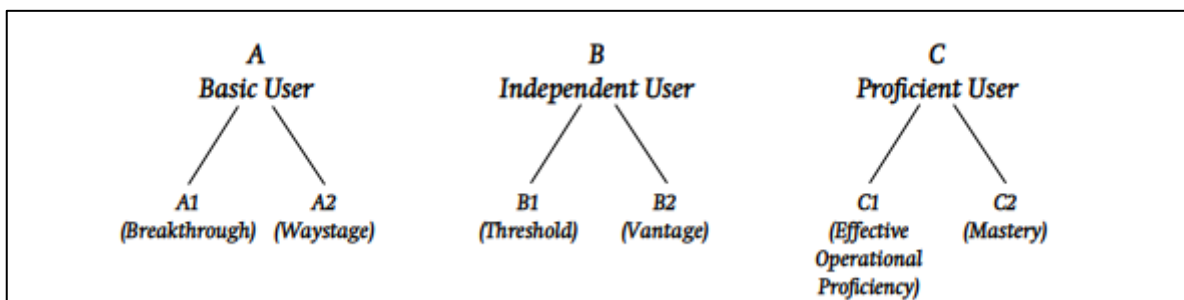 A
Basic User
B
Independent User
C
Proficient User
A1
(Breakthrough)
A2
(Waystage)
B1
(Threshold)
B2
(Vantage)
C1
(Effective
Operational
Proficiency)
C2
(Mastery)